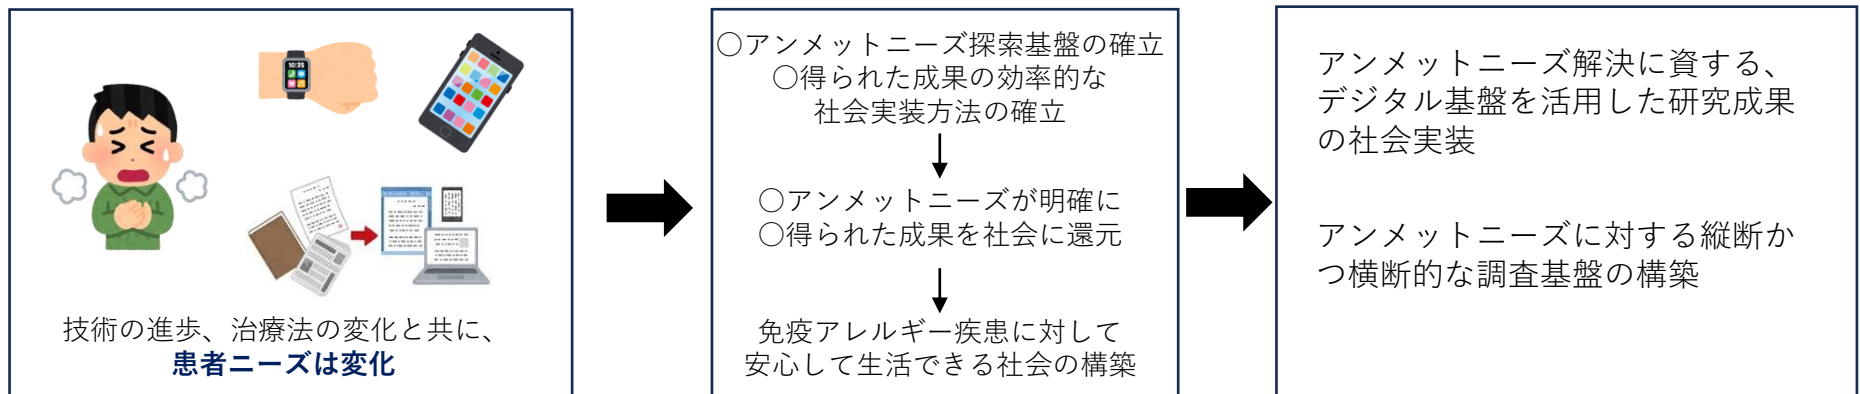 10:35
技術の進歩、治療法の変化と共に、
患者ニーズは変化
〇アンメットニーズ探索基盤の確立
〇得られた成果の効率的な
社会実装方法の確立
〇アンメットニーズが明確に
〇得られた成果を社会に還元
免疫アレルギー疾患に対して
安心して生活できる社会の構築
アンメットニーズ解決に資する、
デジタル基盤を活用した研究成果
の社会実装
アンメットニーズに対する縦断か
つ横断的な調査基盤の構築